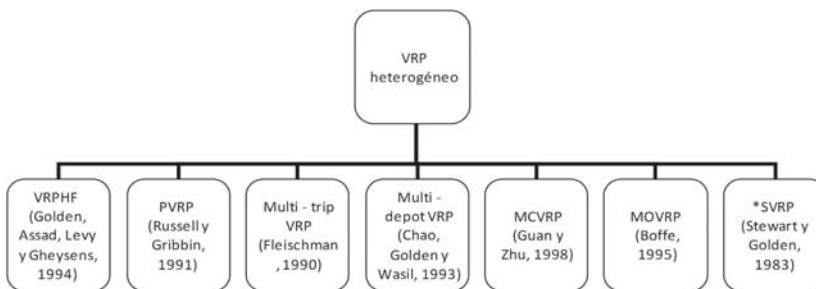 VRP
heterogéneo
VRPHF
(Golden,
Assad, Levy
y Gheysens,
1994)
PVRP
(Russell y
Gribbin,
1991)
Multi - trip
VRP
(Fleischman
,1990)
Multi -
depot VRP
(Chao,
Golden y
Wasil, 1993)
MCVRP
(Guan y
Zhu, 1998)
MOVRP
(Boffe,
1995)
*SVRP
(Stewart y
Golden,
1983)